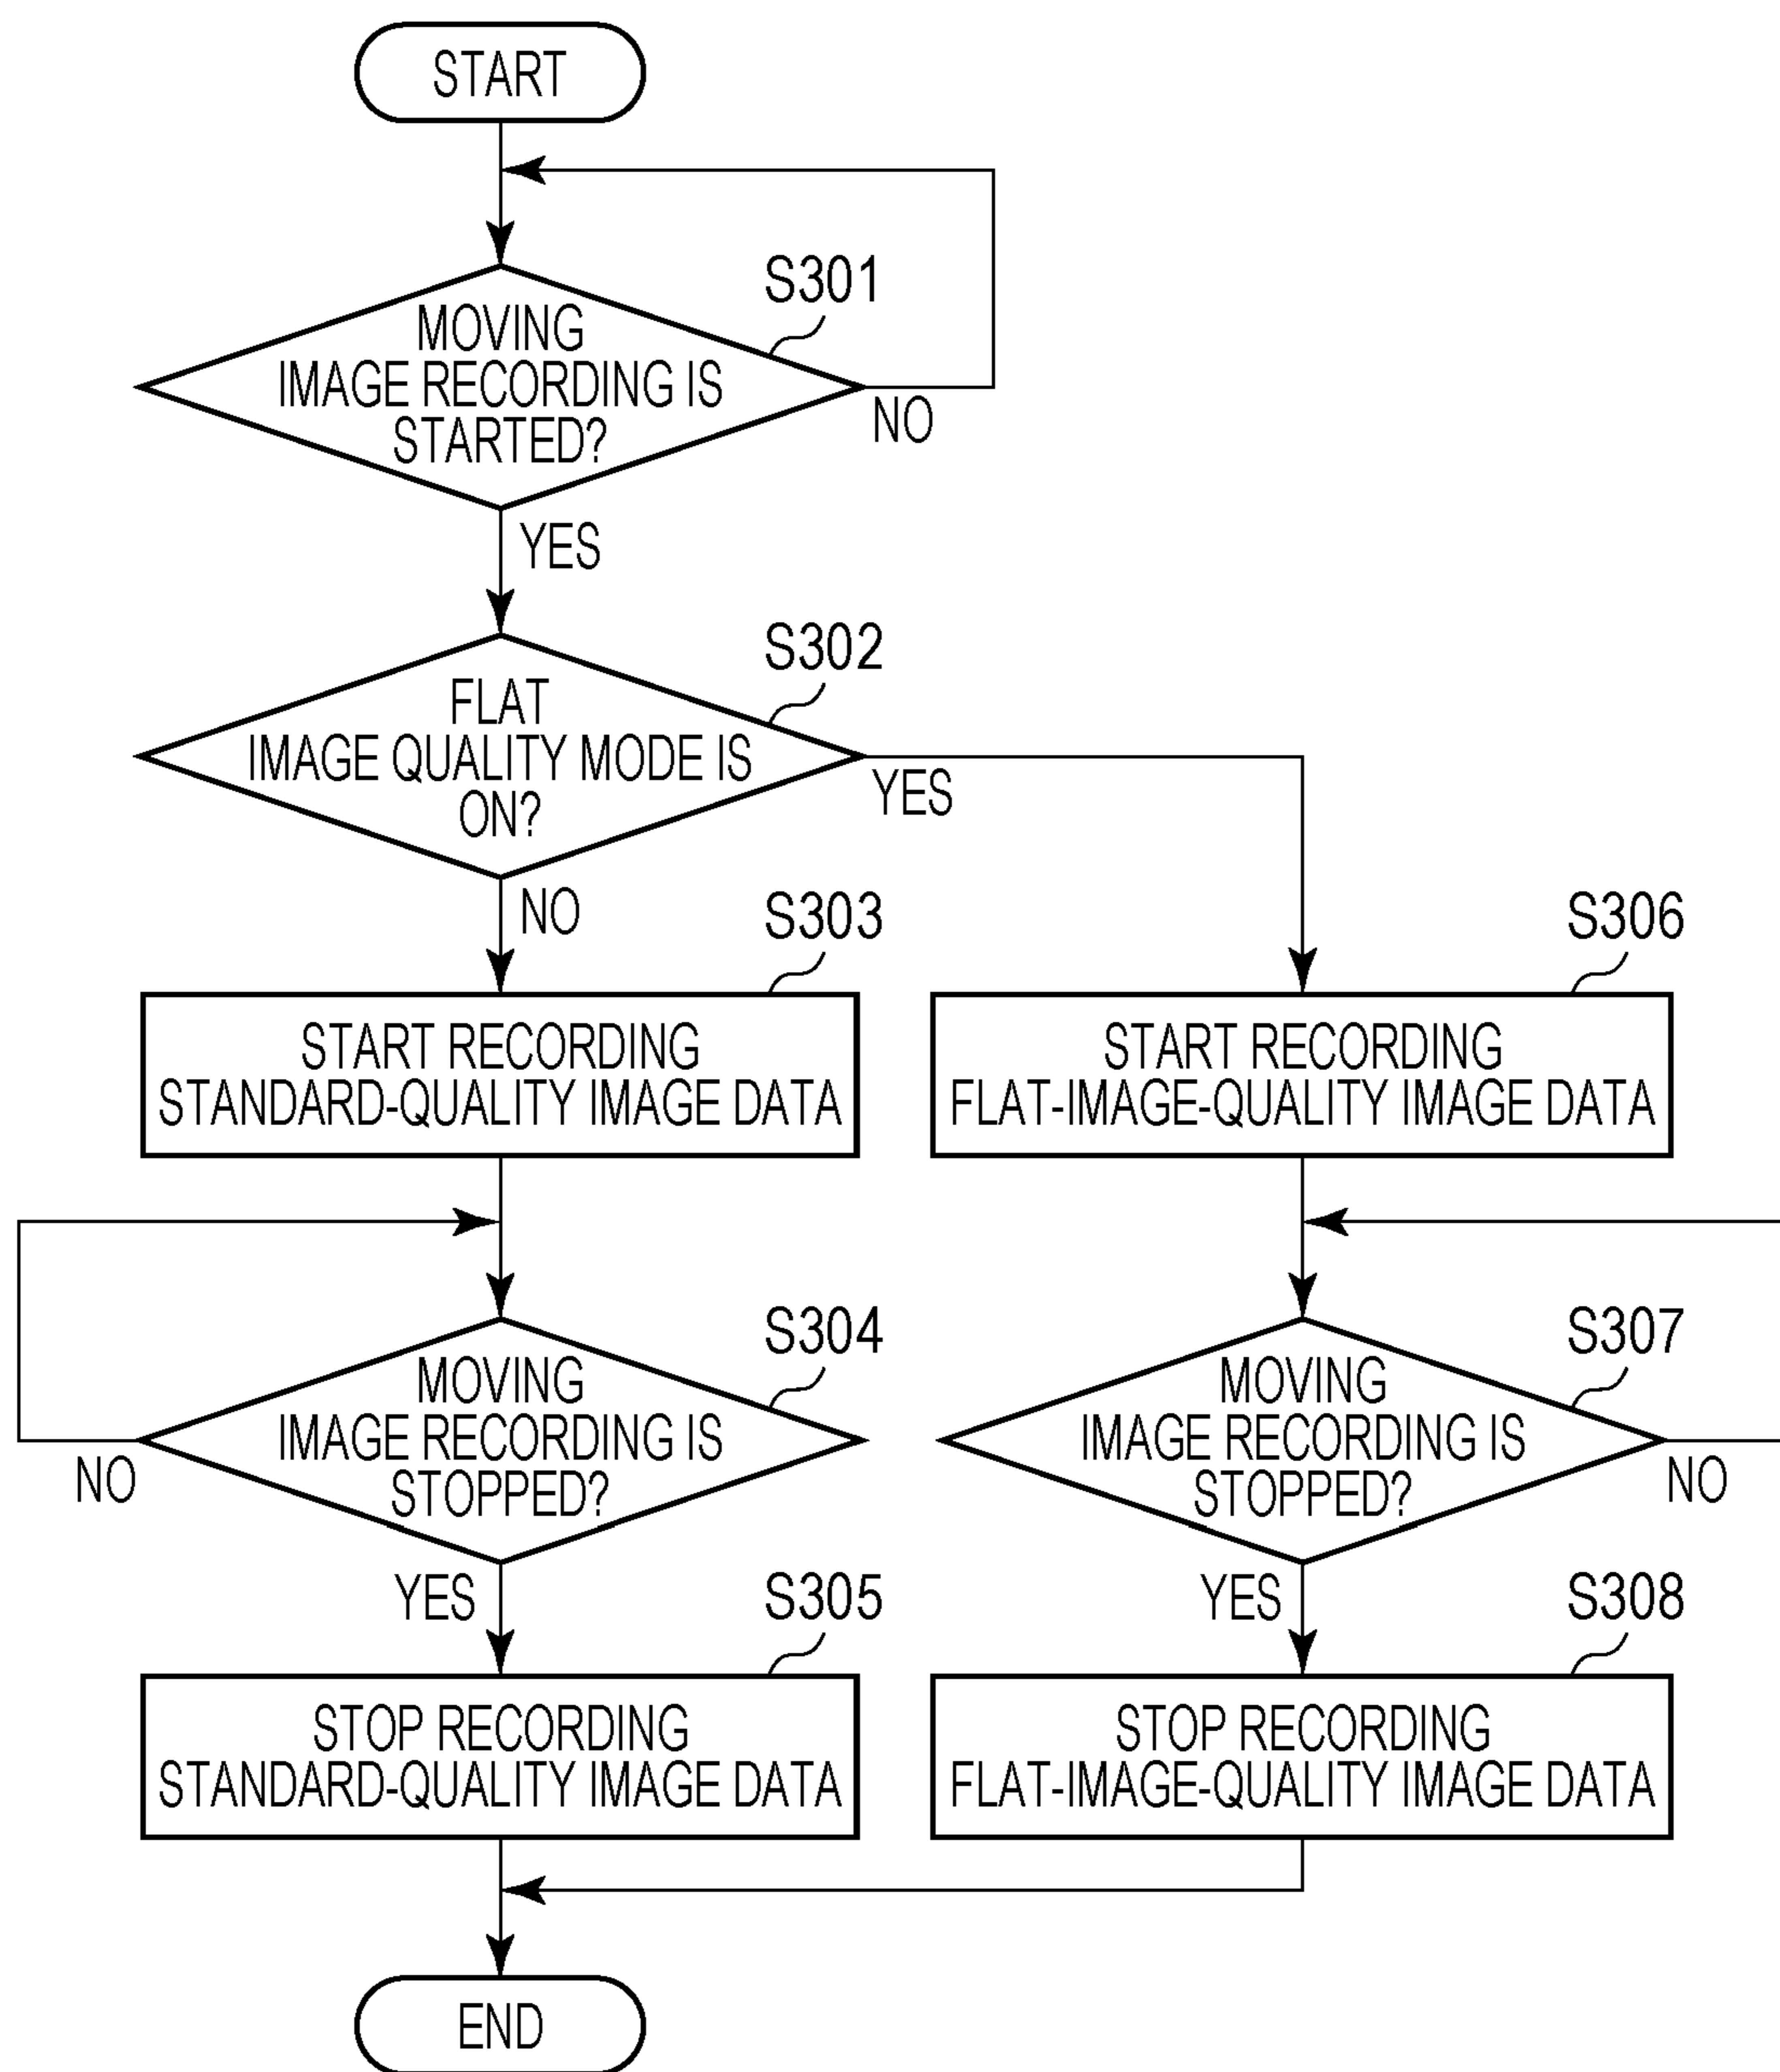 START
S301
MOVING
IMAGE RECORDING IS
STARTED?
NO
YES
S302
FLAT
IMAGE QUALITY MODE IS
ON?
YES
NO
S303
START RECORDING
STANDARD-QUALITY IMAGE DATA
S306
START RECORDING
FLAT-IMAGE-QUALITY IMAGE DATA
S304
MOVING
IMAGE RECORDING IS
STOPPED?
NO
YES
S307
MOVING
IMAGE RECORDING IS
STOPPED?
NO
YES
S305
STOP RECORDING
STANDARD-QUALITY IMAGE DATA
S308
STOP RECORDING
FLAT-IMAGE-QUALITY IMAGE DATA
END